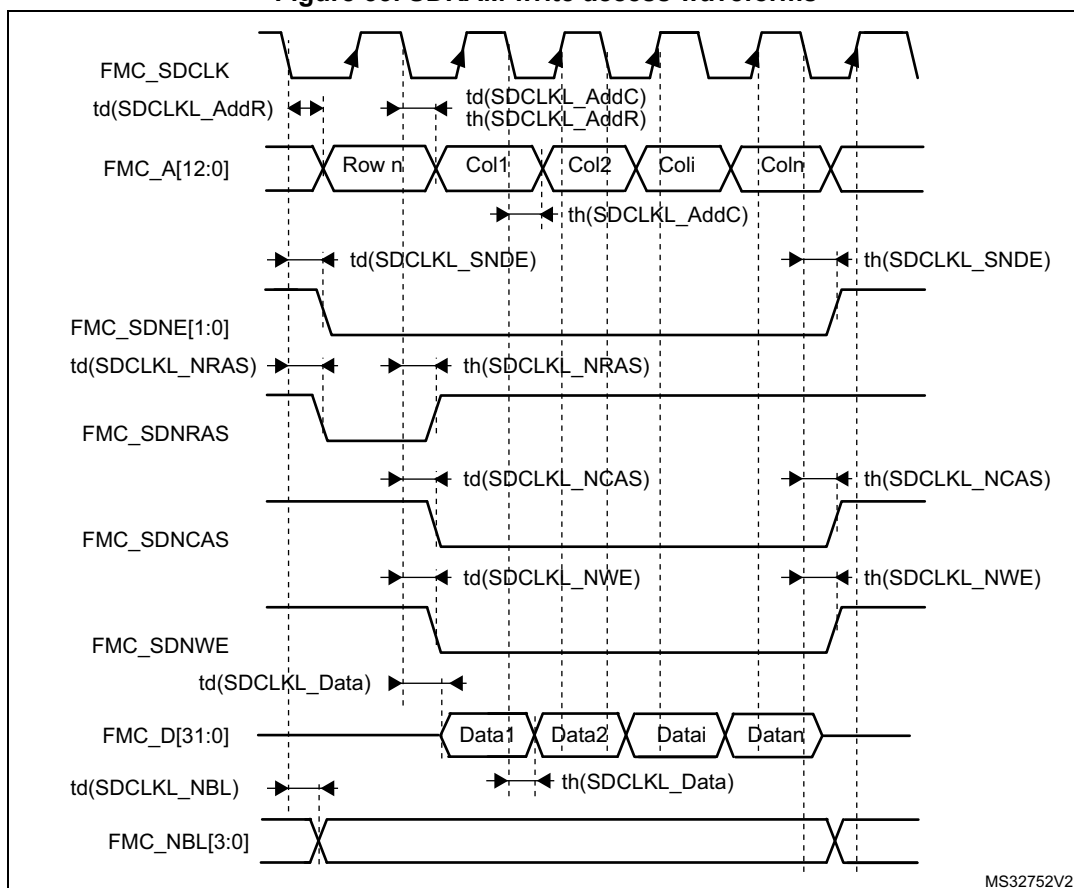 FMC_SDCLK
td(SDCLKL_AddR)
td(SDCLKL_AddC)
th(SDCLKL_AddR)
FMC_A[12:0]
Row n
Col1
Col2
Coli
Coln
th(SDCLKL_AddC)
td(SDCLKL_SNDE)
th(SDCLKL_SNDE)
FMC_SDNE[1:0]
td(SDCLKL_NRAS)
th(SDCLKL_NRAS)
FMC_SDNRAS
td(SDCLKL_NCAS)
th(SDCLKL_NCAS)
FMC_SDNCAS
td(SDCLKL_NWE)
th(SDCLKL_NWE)
FMC_SDNWE
td(SDCLKL_Data)
FMC_D[31:0]
Data1
Data2
Datai
Datan
th(SDCLKL_Data)
td(SDCLKL_NBL)
FMC_NBL[3:0]
MS32752V2